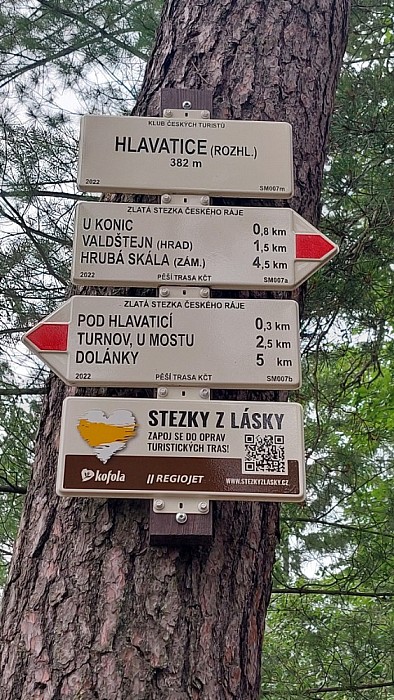 KLUB ČESKÝCH TURISTŮ
HLAVATICE (ROZHL.)
382 m
2022 SM007m
ZLATÁ STEZKA ČESKÉHO RÁJE
U KONIC 0,8 km
VALDŠTEJN (HRAD) 1,5 km
HRUBÁ SKÁLA (ZÁM.) 4,5 km
2022 PĚŠÍ TRASA KČT SM007a
ZLATÁ STEZKA ČESKÉHO RÁJE
POD HLAVATICÍ 0,3 km
TURNOV, U MOSTU 2,5 km
DOLÁNKY 5 km
2022 PĚŠÍ TRASA KČT SM007b
STEZKY Z LÁSKY
ZAPOJ SE DO OPRAV
TURISTICKÝCH TRAS!
kofola REGIOJET WWW.STEZKYZLASKY.CZ